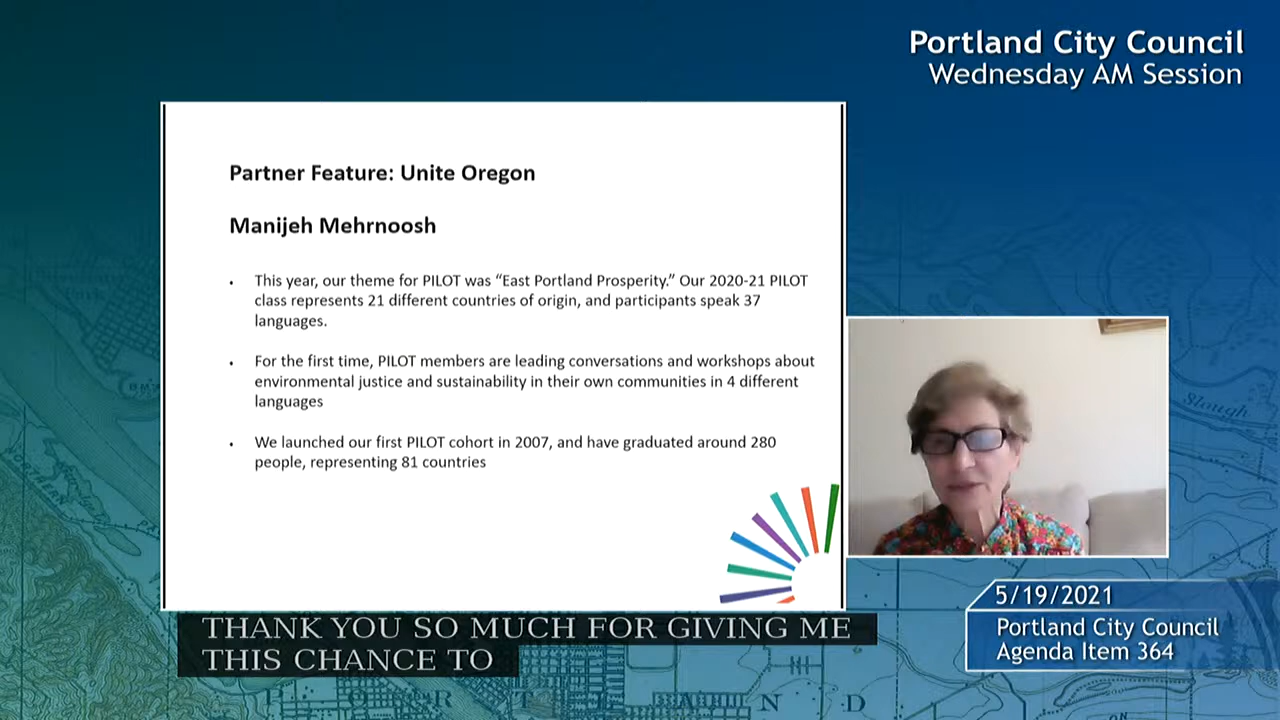 Portland City Council
Wednesday AM Session
Partner Feature: Unite Oregon
Manijeh Mehrnoosh
• This year, our theme for PILOT was “East Portland Prosperity.” Our 2020-21 PILOT
class represents 21 different countries of origin, and participants speak 37
languages.
• For the first time, PILOT members are leading conversations and workshops about
environmental justice and sustainability in their own communities in 4 different
languages
• We launched our first PILOT cohort in 2007, and have graduated around 280
people, representing 81 countries
Slough
5/19/2021
Portland City Council
Agenda Item 364
THANK YOU SO MUCH FOR GIVING ME
THIS CHANCE TO